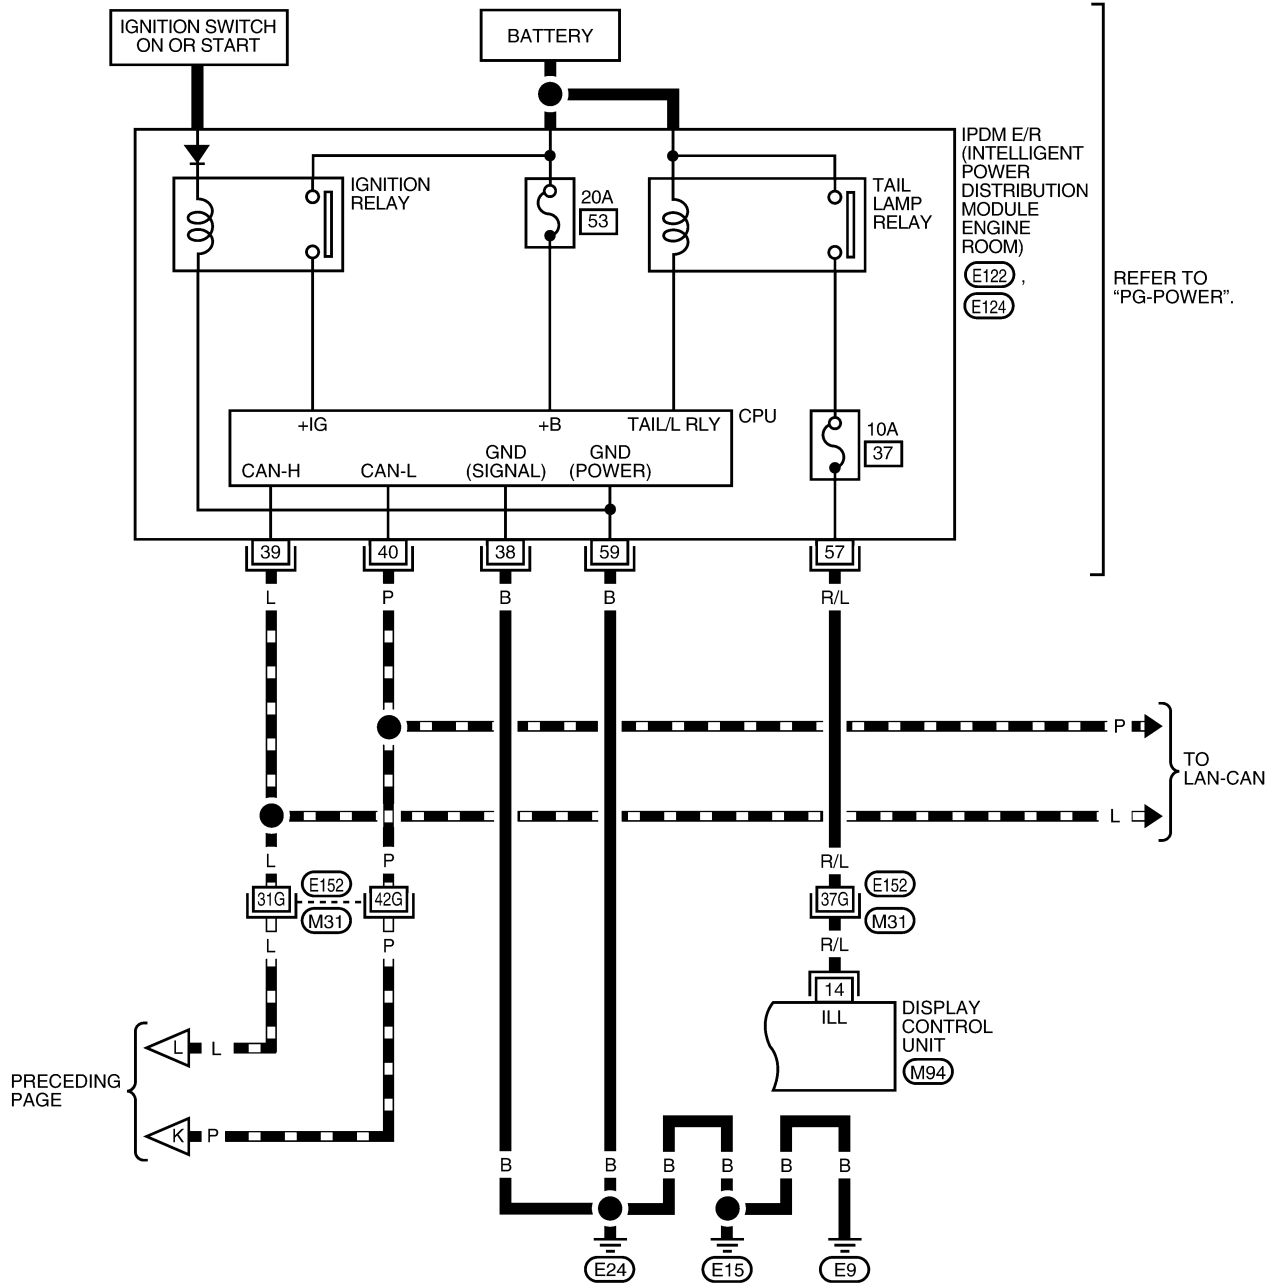 IGNITION SWITCH
ON OR START
BATTERY
IPDM E/R
(INTELLIGENT
POWER
DISTRIBUTION
MODULE
ENGINE
ROOM)
E122 ,
E124
REFER TO
“PG-POWER”.
IGNITION
RELAY
20A
53
TAIL
LAMP
RELAY
CPU
+IG
+B
TAIL/L RLY
CAN-H
CAN-L
GND
(SIGNAL)
GND
(POWER)
10A
37
39
40
38
59
57
L
P
B
B
R/L
P
L
TO
LAN-CAN
L
P
R/L
31G
E152
M31
42G
37G
E152
M31
L
P
R/L
14
ILL
DISPLAY
CONTROL
UNIT
M94
PRECEDING
PAGE
L
L
K
P
B
B
B
B
B
B
E24
E15
E9